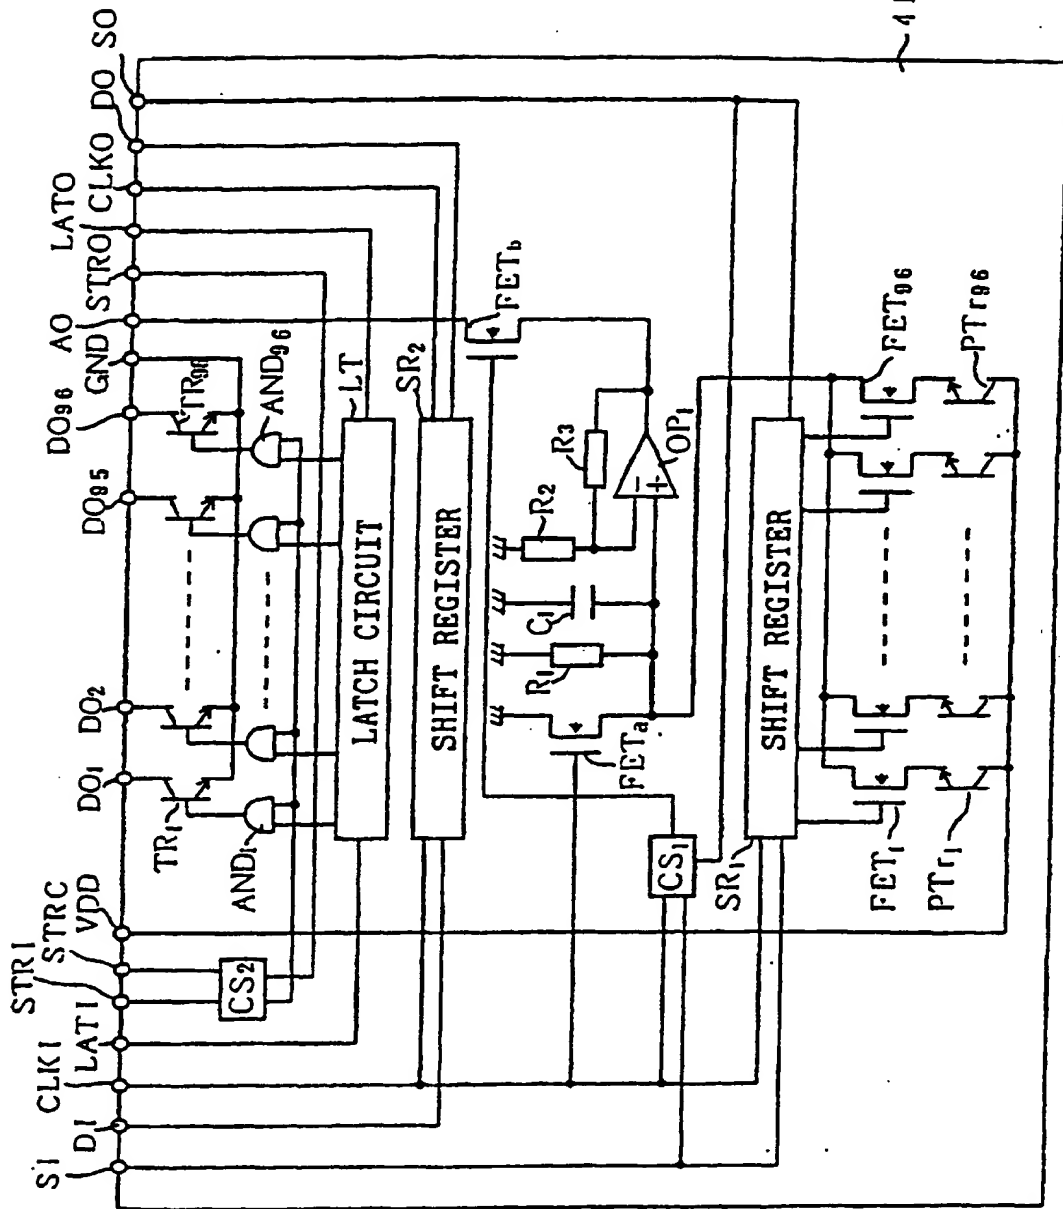 SI
DI
CLKI
LATI
STRI
STRC
VDD
DO1
DO2
DO95
DO96
GND
AO
STRO
LATO
CLKO
DO
SO
41
CS2
TR1
TR96
AND1
AND96
LATCH CIRCUIT
LT
SHIFT REGISTER
SR2
FETb
FETa
R1
C1
R2
R3
OP1
CS1
SR1
SHIFT REGISTER
FET1
FET96
PTr1
PTr96